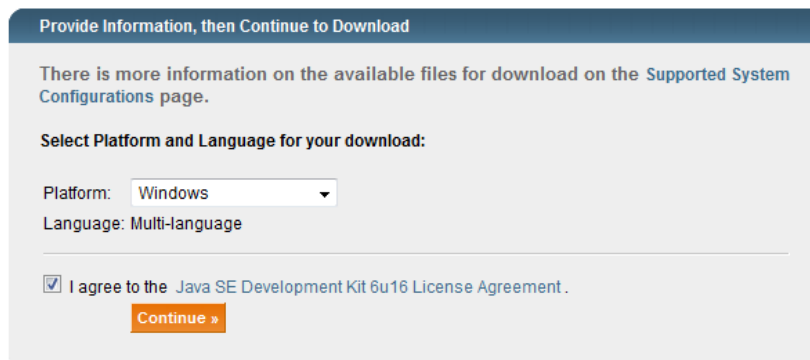 Provide Information, then Continue to Download
There is more information on the available files for download on the Supported System
Configurations page.
Select Platform and Language for your download:
Platform: Windows
Language: Multi-language
I agree to the Java SE Development Kit 6u16 License Agreement .
Continue »